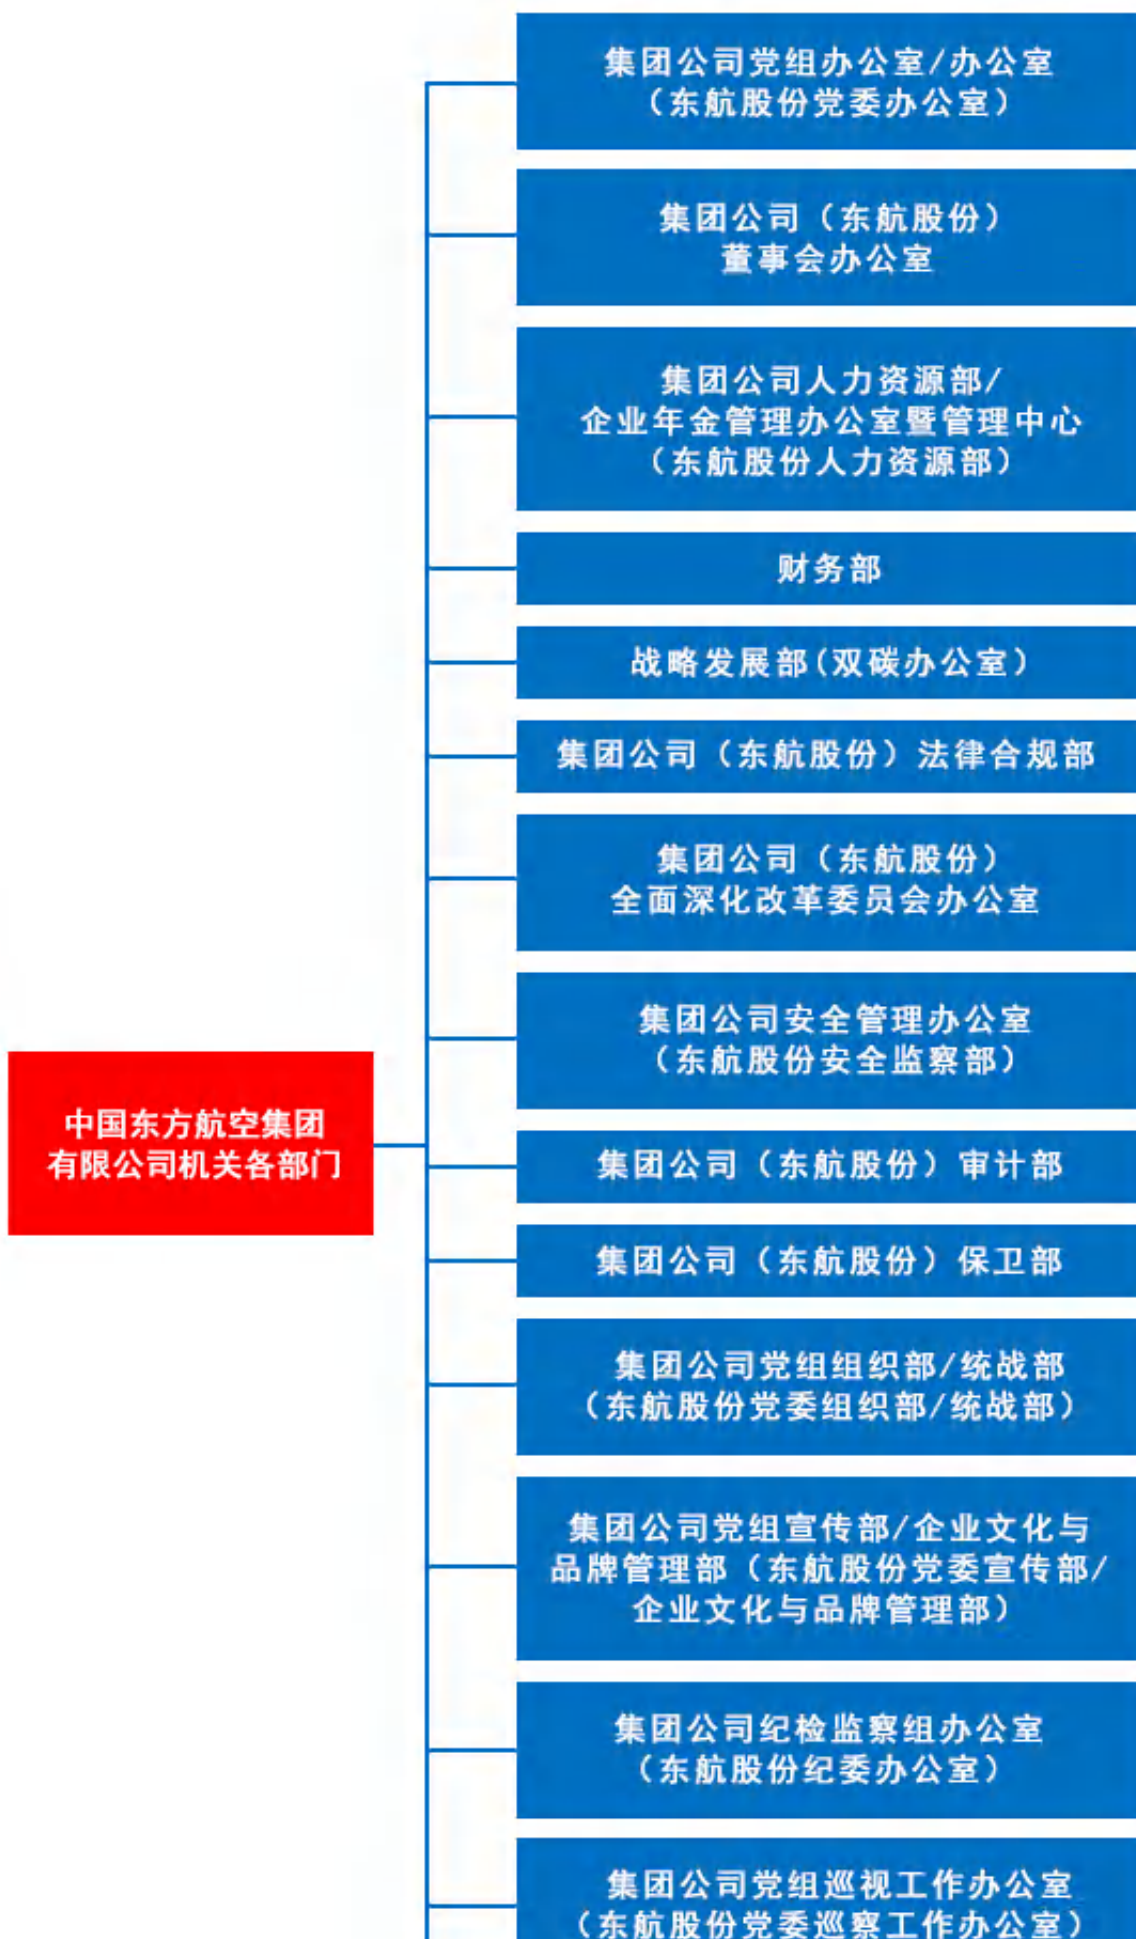 集团公司党组办公室/办公室
（东航股份党委办公室）
集团公司（东航股份）
董事会办公室
集团公司人力资源部/
企业年金管理办公室暨管理中心
（东航股份人力资源部）
财务部
战略发展部(双碳办公室）
集团公司（东航股份）法律合规部
集团公司（东航股份）
全面深化改革委员会办公室
集团公司安全管理办公室
（东航股份安全监察部）
中国东方航空集团
有限公司机关各部门
集团公司（东航股份）审计部
集团公司（东航股份）保卫部
集团公司党组组织部/统战部
（东航股份党委组织部/统战部）
集团公司党组宣传部/企业文化与
品牌管理部（东航股份党委宣传部/
企业文化与品牌管理部）
集团公司纪检监察组办公室
（东航股份纪委办公室）
集团公司党组巡视工作办公室
（东航股份党委巡察工作办公室）